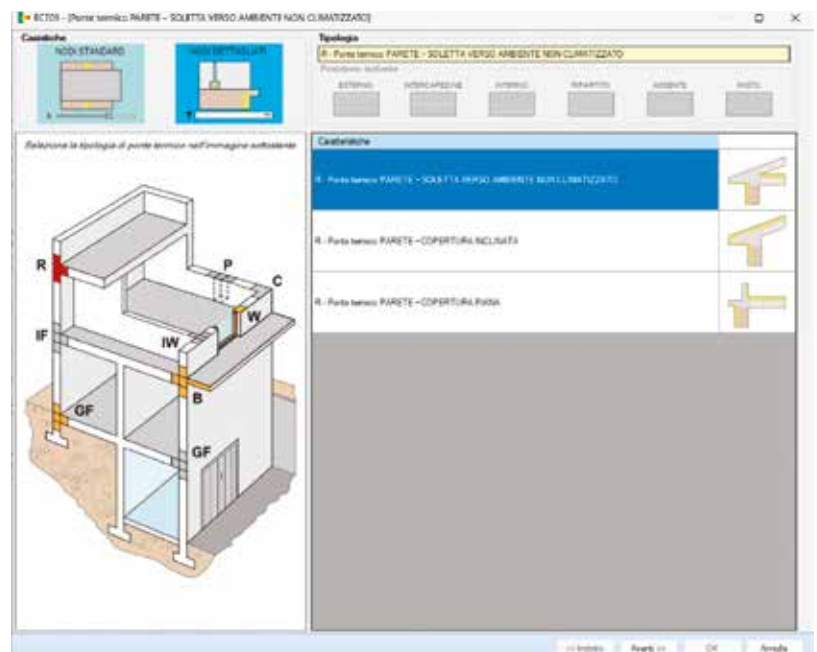 EC705 - [Ponte termico PARETE - SOLETTA VERSO AMBIENTE NON CLIMATIZZATO]
Casistiche
NODI STANDARD
NODI DETTAGLIATI
Tipologia
R - Ponte termico PARETE - SOLETTA VERSO AMBIENTE NON CLIMATIZZATO
Posizione isolante
ESTERNO
INTERCAPEDINE
INTERNO
RIPARTITO
ASSENTE
MISTO
Seleziona la tipologia di ponte termico nell'immagine sottostante
R
P
C
W
IF
IW
B
GF
GF
Caratteristiche
R - Ponte termico PARETE - SOLETTA VERSO AMBIENTE NON CLIMATIZZATO
R - Ponte termico PARETE - COPERTURA INCLINATA
R - Ponte termico PARETE - COPERTURA PIANA
<< Indietro
Avanti >>
OK
Annulla